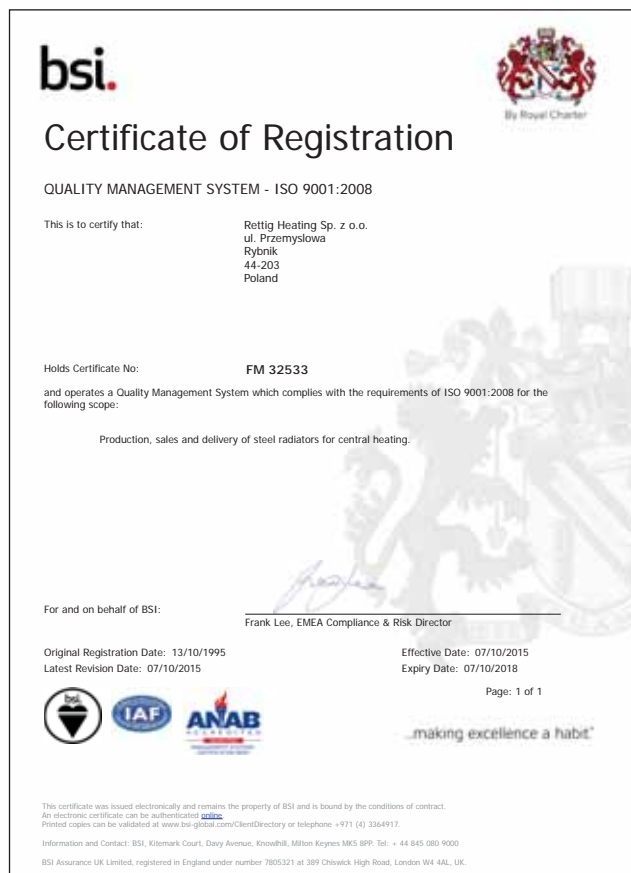 bsi.
By Royal Charter
Certificate of Registration
QUALITY MANAGEMENT SYSTEM - ISO 9001:2008
This is to certify that:
Rettig Heating Sp. z o.o.
ul. Przemyslowa
Rybnik
44-203
Poland
Holds Certificate No:
FM 32533
and operates a Quality Management System which complies with the requirements of ISO 9001:2008 for the
following scope:
Production, sales and delivery of steel radiators for central heating.
For and on behalf of BSI:
Frank Lee, EMEA Compliance & Risk Director
Original Registration Date: 13/10/1995
Effective Date: 07/10/2015
Latest Revision Date: 07/10/2015
Expiry Date: 07/10/2018
Page: 1 of 1
bsi.
IAF
ANAB
ACCREDITED
...making excellence a habit.
This certificate was issued electronically and remains the property of BSI and is bound by the conditions of contract.
An electronic certificate can be authenticated online.
Printed copies can be validated at www.bsi-global.com/ClientDirectory or telephone +971 (4) 3364917.
Information and Contact: BSI, Kitemark Court, Davy Avenue, Knowlhill, Milton Keynes MK5 8PP. Tel: + 44 845 080 9000
BSI Assurance UK Limited, registered in England under number 7805321 at 389 Chiswick High Road, London W4 4AL, UK.